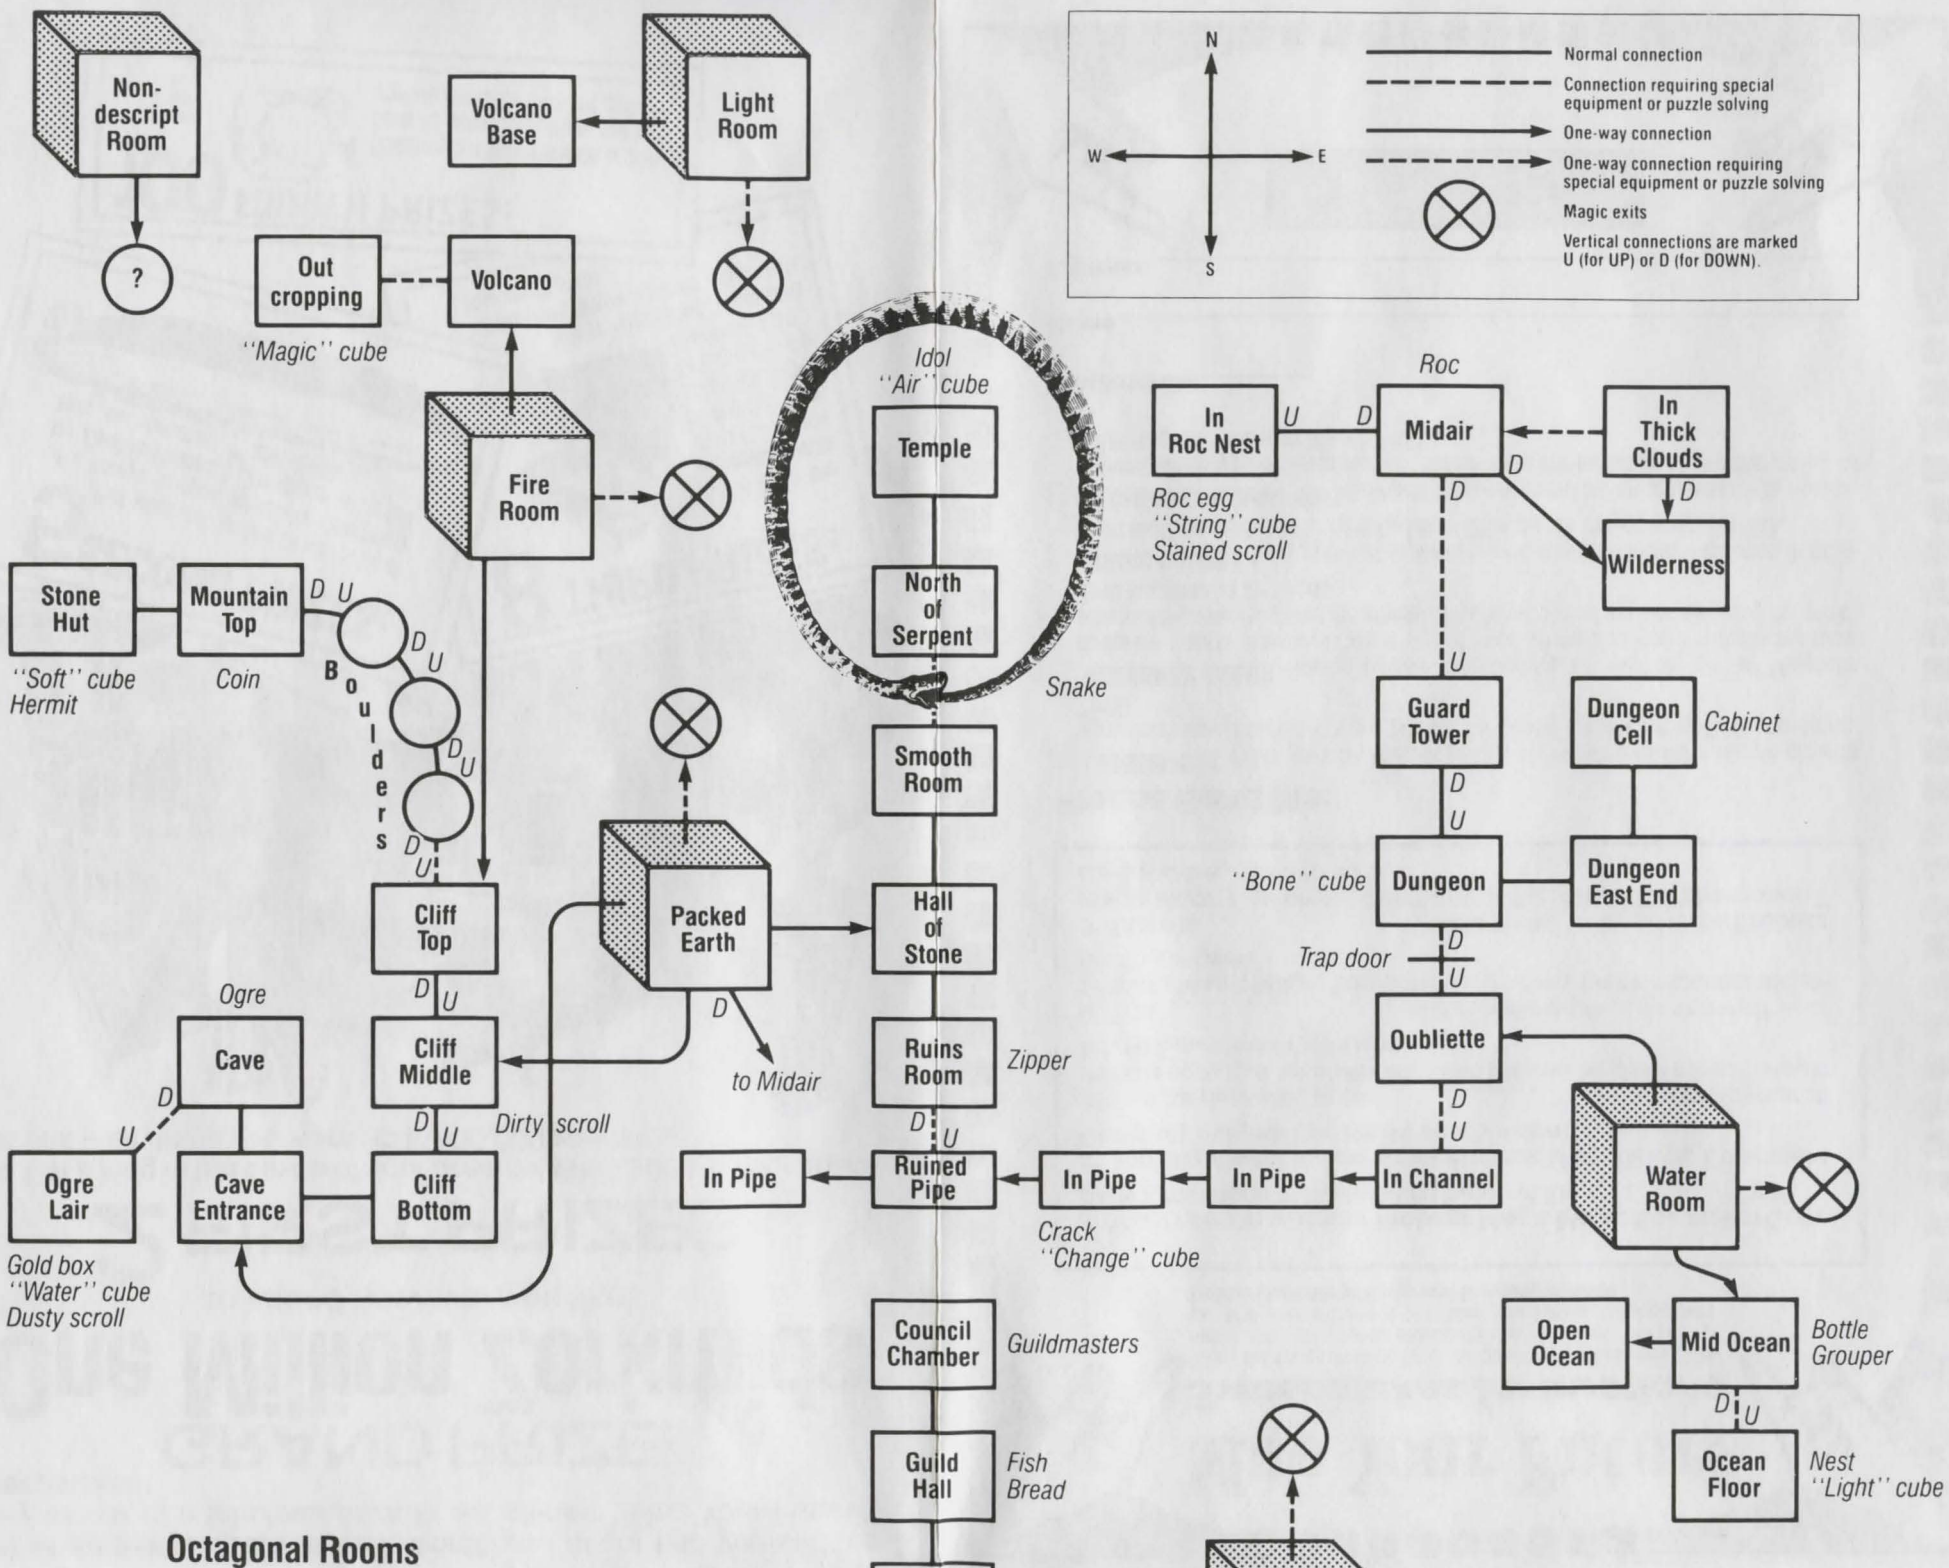 Non-
descript
Room
?
Volcano
Base
Light
Room
N
W
E
S
Normal connection
Connection requiring special
equipment or puzzle solving
One-way connection
One-way connection requiring
special equipment or puzzle solving
Magic exits
Vertical connections are marked
U (for UP) or D (for DOWN).
Out
cropping
"Magic" cube
Volcano
Fire
Room
Idol
"Air" cube
Temple
North
of
Serpent
Snake
Smooth
Room
Roc
In
Roc Nest
U
D
Midair
In
Thick
Clouds
D
D
D
Wilderness
Roc egg
"String" cube
Stained scroll
U
Stone
Hut
"Soft" cube
Hermit
Mountain
Top
Coin
D U
D
U
D
U
D
U
Boulders
Guard
Tower
D
U
Dungeon
Cell
Cabinet
"Bone" cube
Dungeon
Dungeon
East End
Trap door
D
U
Oubliette
D
U
Cliff
Top
D U
Packed
Earth
D
to Midair
Hall
of
Stone
Ogre
Cave
Cliff
Middle
D U
Dirty scroll
Ruins
Room
Zipper
D U
D
U
Ogre
Lair
Gold box
"Water" cube
Dusty scroll
Cave
Entrance
Cliff
Bottom
In Pipe
Ruined
Pipe
In Pipe
Crack
"Change" cube
In Pipe
In Channel
Water
Room
Council
Chamber
Guildmasters
Open
Ocean
Mid Ocean
Bottle
Grouper
D U
Guild
Hall
Fish
Bread
Ocean
Floor
Nest
"Light" cube
Octagonal Rooms